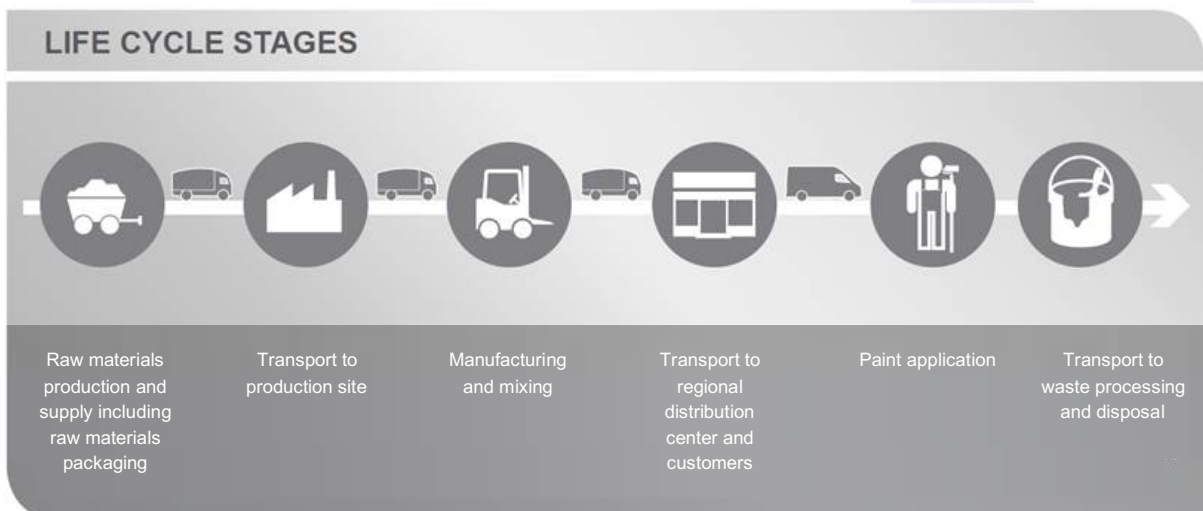 LIFE CYCLE STAGES
Raw materials
production and
supply including
raw materials
packaging
Transport to
production site
Manufacturing
and mixing
Transport to
regional
distribution
center and
customers
Paint application
Transport to
waste processing
and disposal